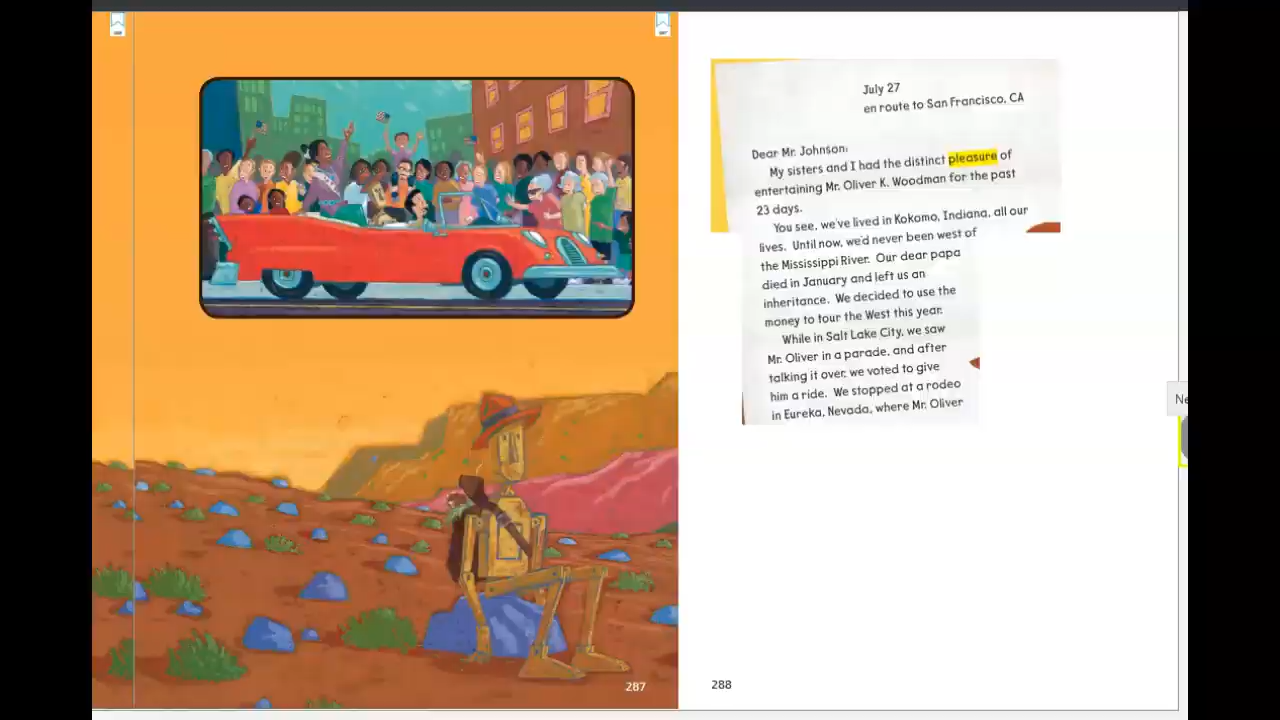 July 27
en route to San Francisco, CA
Dear Mr. Johnson:
My sisters and I had the distinct pleasure of
entertaining Mr. Oliver K. Woodman for the past
23 days.
You see, we've lived in Kokomo, Indiana, all our
lives. Until now, we'd never been west of
the Mississippi River. Our dear papa
died in January and left us an
inheritance. We decided to use the
money to tour the West this year.
While in Salt Lake City, we saw
Mr. Oliver in a parade, and after
talking it over, we voted to give
him a ride. We stopped at a rodeo
in Eureka, Nevada, where Mr. Oliver
Ne
287
288